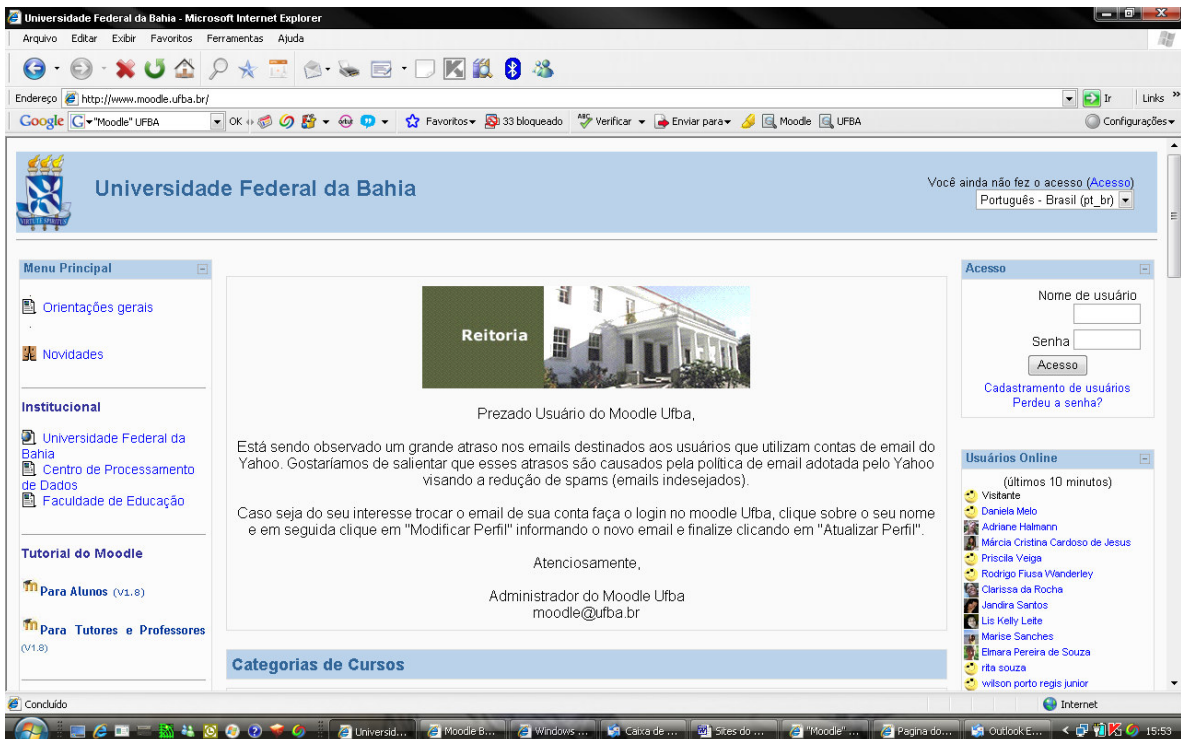 Universidade Federal da Bahia - Microsoft Internet Explorer
Arquivo Editar Exibir Favoritos Ferramentas Ajuda
Endereço http://www.moodle.ufba.br/ Ir Links »
Google "Moodle" UFBA OK Favoritos 33 bloqueado Verificar Enviar para Moodle UFBA Configurações
Universidade Federal da Bahia
Você ainda não fez o acesso (Acesso)
Português - Brasil (pt_br)
Menu Principal
Orientações gerais
Novidades
Institucional
Universidade Federal da
Bahia
Centro de Processamento
de Dados
Faculdade de Educação
Tutorial do Moodle
Para Alunos (V1.8)
Para Tutores e Professores
(V1.8)
Reitoria
Prezado Usuário do Moodle Ufba,
Está sendo observado um grande atraso nos emails destinados aos usuários que utilizam contas de email do
Yahoo. Gostaríamos de salientar que esses atrasos são causados pela política de email adotada pelo Yahoo
visando a redução de spams (emails indesejados).
Caso seja do seu interesse trocar o email de sua conta faça o login no moodle Ufba, clique sobre o seu nome
e em seguida clique em "Modificar Perfil" informando o novo email e finalize clicando em "Atualizar Perfil".
Atenciosamente,
Administrador do Moodle Ufba
moodle@ufba.br
Categorias de Cursos
Acesso
Nome de usuário
Senha
Acesso
Cadastramento de usuários
Perdeu a senha?
Usuários Online
(últimos 10 minutos)
Visitante
Daniela Melo
Adriane Halmann
Márcia Cristina Cardoso de Jesus
Priscila Veiga
Rodrigo Fiusa Wanderley
Clarissa da Rocha
Jandira Santos
Lis Kelly Leite
Marise Sanches
Elmara Pereira de Souza
rita souza
wilson porto regis junior
Concluído Internet
Universid... Moodle B... Windows ... Caixa de ... Sites do ... "Moodle" ... Pagina do... Outlook E... 15:53